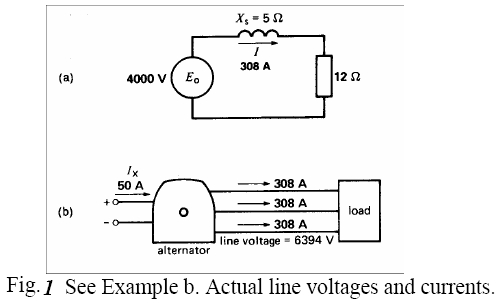 Xs = 5 Ω
I
308 A
(a)
4000 V
Eo
12 Ω
Ix
50 A
+
-
(b)
308 A
308 A
308 A
load
line voltage = 6394 V
alternator
Fig. 1 See Example b. Actual line voltages and currents.